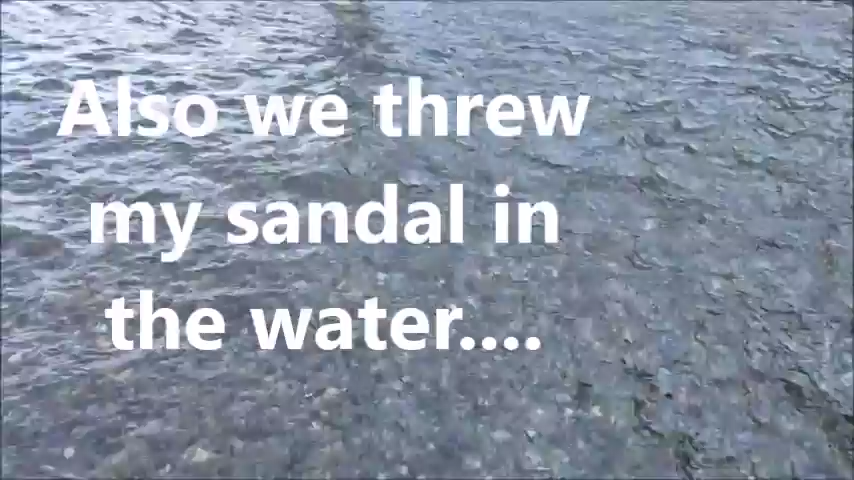 Also we threw
my sandal in
the water....